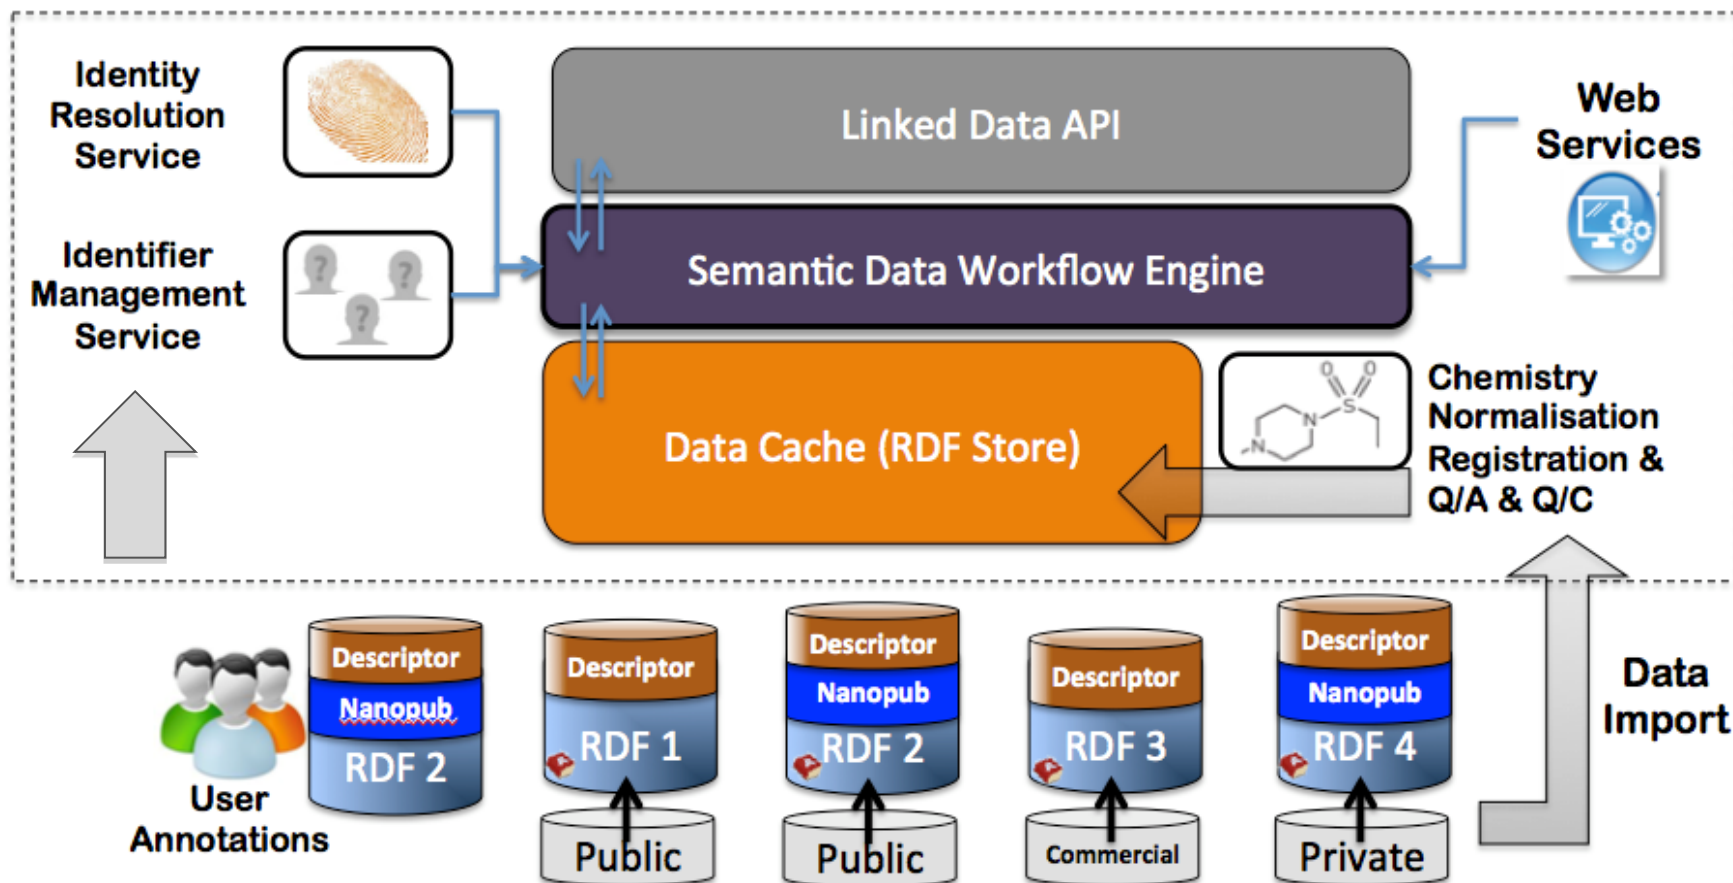 Identity
Resolution
Service
Linked Data API
Web
Services
Identifier
Management
Service
? ? ?
Semantic Data Workflow Engine
Data Cache (RDF Store)
O O
N S
N
Chemistry
Normalisation
Registration &
Q/A & Q/C
User
Annotations
Descriptor
Nanopub
RDF 2
Descriptor
RDF 1
Public
Descriptor
Nanopub
RDF 2
Public
Descriptor
RDF 3
Commercial
Descriptor
Nanopub
RDF 4
Private
Data
Import